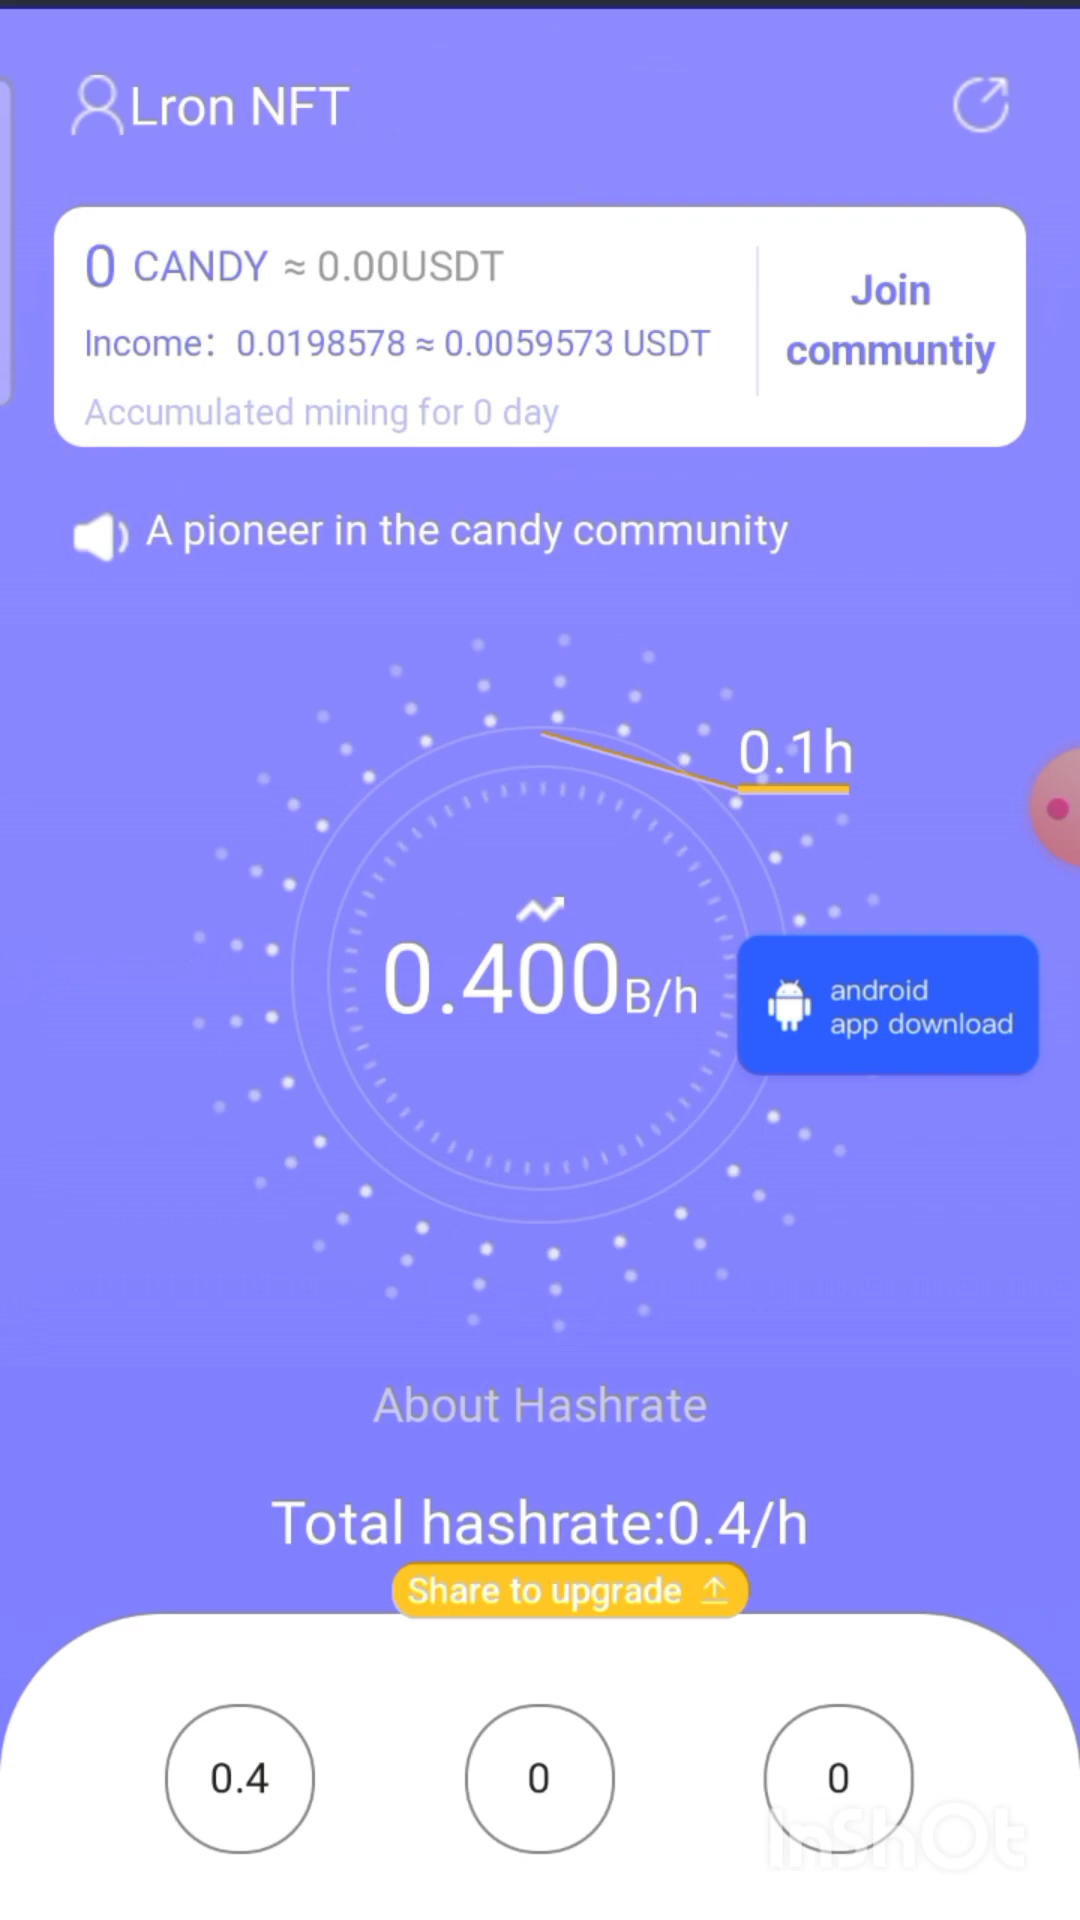 Lron NFT
0 CANDY ≈ 0.00USDT
Income： 0.0198578 ≈ 0.0059573 USDT
Accumulated mining for 0 day
Join
communtiy
A pioneer in the candy community
0.1h
0.400B/h
android
app download
About Hashrate
Total hashrate:0.4/h
Share to upgrade
0.4
0
0
InShOt